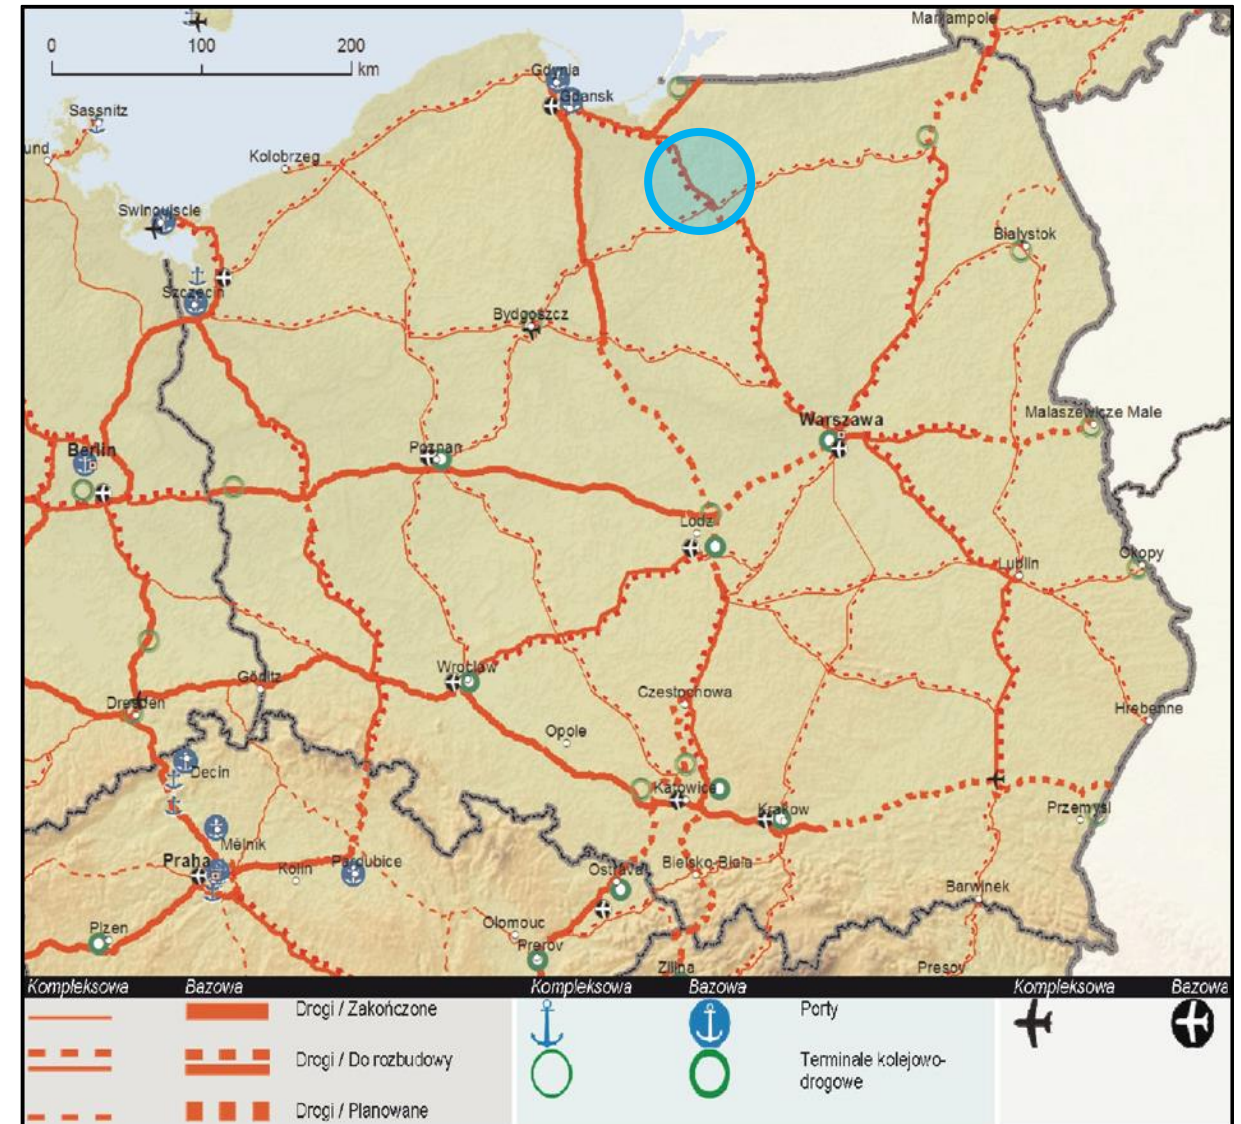 Mariampole
0 100 200
km
Gdynia
Gdansk
Sassnitz
und
Kolobrzeg
Swinoujscie
Bialystok
Szczecin
Bydgoszcz
Malaszewicze Male
Warszawa
Berlin
Poznan
Lodz
Okopy
Lublin
Wroclaw
Görlitz
Czestochowa
Dresden
Hrebenne
Opole
Decin
Katowice
Krakow
Przemysl
Mělnik
Praha
Kolin
Pardubice
Ostrava
Bielsko-Biala
Barwinek
Olomouc
Plzen
Prerov
Zilina
Presov
Kompleksowa Bazowa Kompleksowa Bazowa Kompleksowa Bazowa
Drogi / Zakończone
Porty
Drogi / Do rozbudowy
Terminale kolejowo-
drogowe
Drogi / Planowane